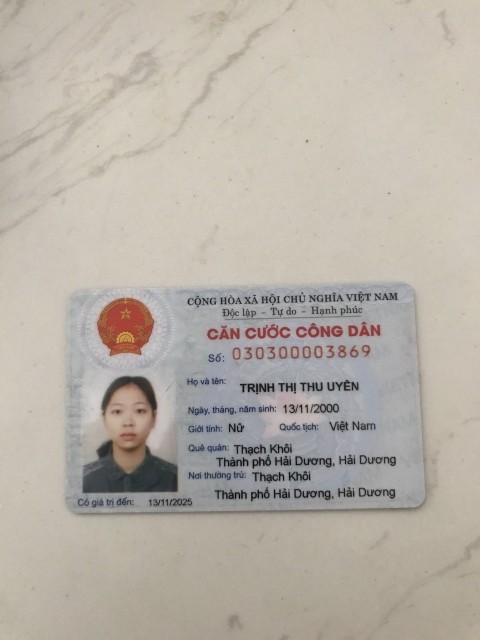 CỘNG HÒA XÃ HỘI CHỦ NGHĨA VIỆT NAM
Độc lập - Tự do - Hạnh phúc
CĂN CƯỚC CÔNG DÂN
Số: 030300003869
Họ và tên: TRỊNH THỊ THU UYÊN
Ngày, tháng, năm sinh: 13/11/2000
Giới tính: Nữ Quốc tịch: Việt Nam
Quê quán: Thạch Khôi
Thành phố Hải Dương, Hải Dương
Nơi thường trú: Thạch Khôi
Thành phố Hải Dương, Hải Dương
Có giá trị đến: 13/11/2025